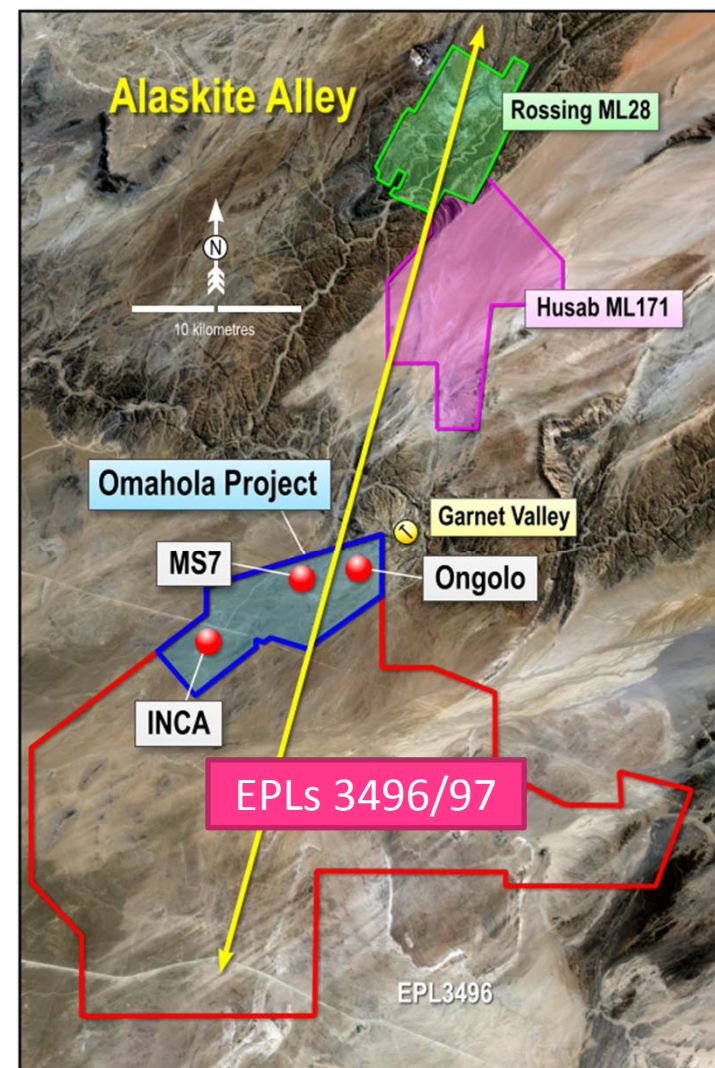 Alaskite Alley
Rossing ML28
N
10 kilometres
Husab ML171
Omahola Project
Garnet Valley
MS7
Ongolo
INCA
EPLs 3496/97
EPL3496